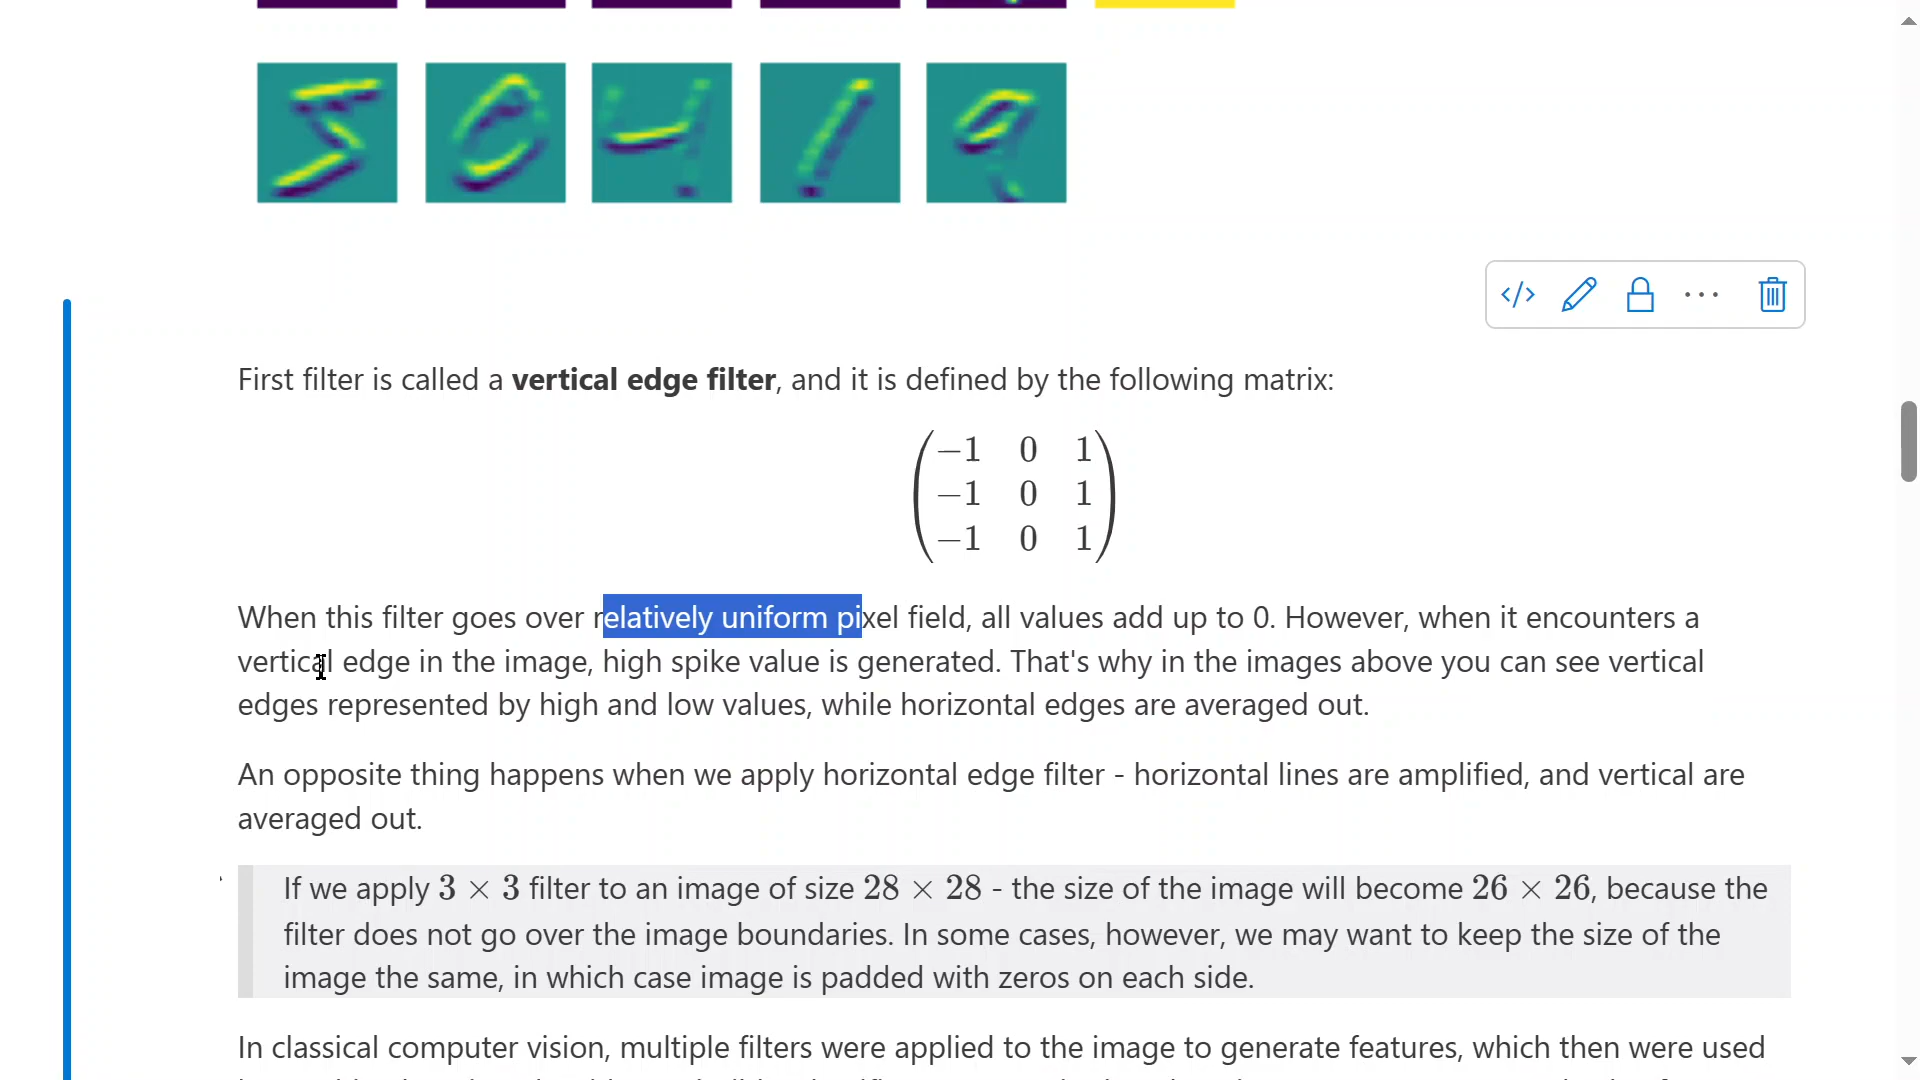 First filter is called a vertical edge filter, and it is defined by the following matrix:
−1 0 1
−1 0 1
−1 0 1
When this filter goes over relatively uniform pixel field, all values add up to 0. However, when it encounters a
vertical edge in the image, high spike value is generated. That's why in the images above you can see vertical
edges represented by high and low values, while horizontal edges are averaged out.
An opposite thing happens when we apply horizontal edge filter - horizontal lines are amplified, and vertical are
averaged out.
If we apply 3 × 3 filter to an image of size 28 × 28 - the size of the image will become 26 × 26, because the
filter does not go over the image boundaries. In some cases, however, we may want to keep the size of the
image the same, in which case image is padded with zeros on each side.
In classical computer vision, multiple filters were applied to the image to generate features, which then were used